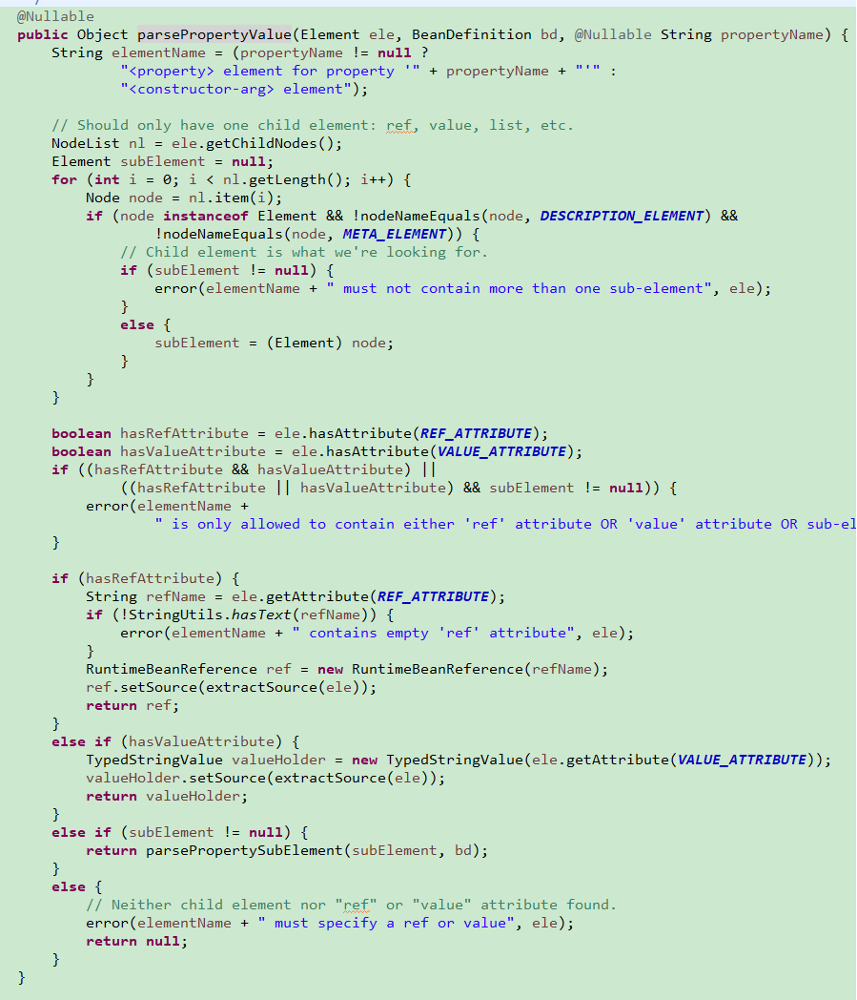 @Nullable
public Object parsePropertyValue(Element ele, BeanDefinition bd, @Nullable String propertyName) {
    String elementName = (propertyName != null ?
            "<property> element for property '" + propertyName + "'" :
            "<constructor-arg> element");

    // Should only have one child element: ref, value, list, etc.
    NodeList nl = ele.getChildNodes();
    Element subElement = null;
    for (int i = 0; i < nl.getLength(); i++) {
        Node node = nl.item(i);
        if (node instanceof Element && !nodeNameEquals(node, DESCRIPTION_ELEMENT) &&
                !nodeNameEquals(node, META_ELEMENT)) {
            // Child element is what we're looking for.
            if (subElement != null) {
                error(elementName + " must not contain more than one sub-element", ele);
            }
            else {
                subElement = (Element) node;
            }
        }
    }

    boolean hasRefAttribute = ele.hasAttribute(REF_ATTRIBUTE);
    boolean hasValueAttribute = ele.hasAttribute(VALUE_ATTRIBUTE);
    if ((hasRefAttribute && hasValueAttribute) ||
            ((hasRefAttribute || hasValueAttribute) && subElement != null)) {
        error(elementName +
                " is only allowed to contain either 'ref' attribute OR 'value' attribute OR sub-el
    }

    if (hasRefAttribute) {
        String refName = ele.getAttribute(REF_ATTRIBUTE);
        if (!StringUtils.hasText(refName)) {
            error(elementName + " contains empty 'ref' attribute", ele);
        }
        RuntimeBeanReference ref = new RuntimeBeanReference(refName);
        ref.setSource(extractSource(ele));
        return ref;
    }
    else if (hasValueAttribute) {
        TypedStringValue valueHolder = new TypedStringValue(ele.getAttribute(VALUE_ATTRIBUTE));
        valueHolder.setSource(extractSource(ele));
        return valueHolder;
    }
    else if (subElement != null) {
        return parsePropertySubElement(subElement, bd);
    }
    else {
        // Neither child element nor "ref" or "value" attribute found.
        error(elementName + " must specify a ref or value", ele);
        return null;
    }
}